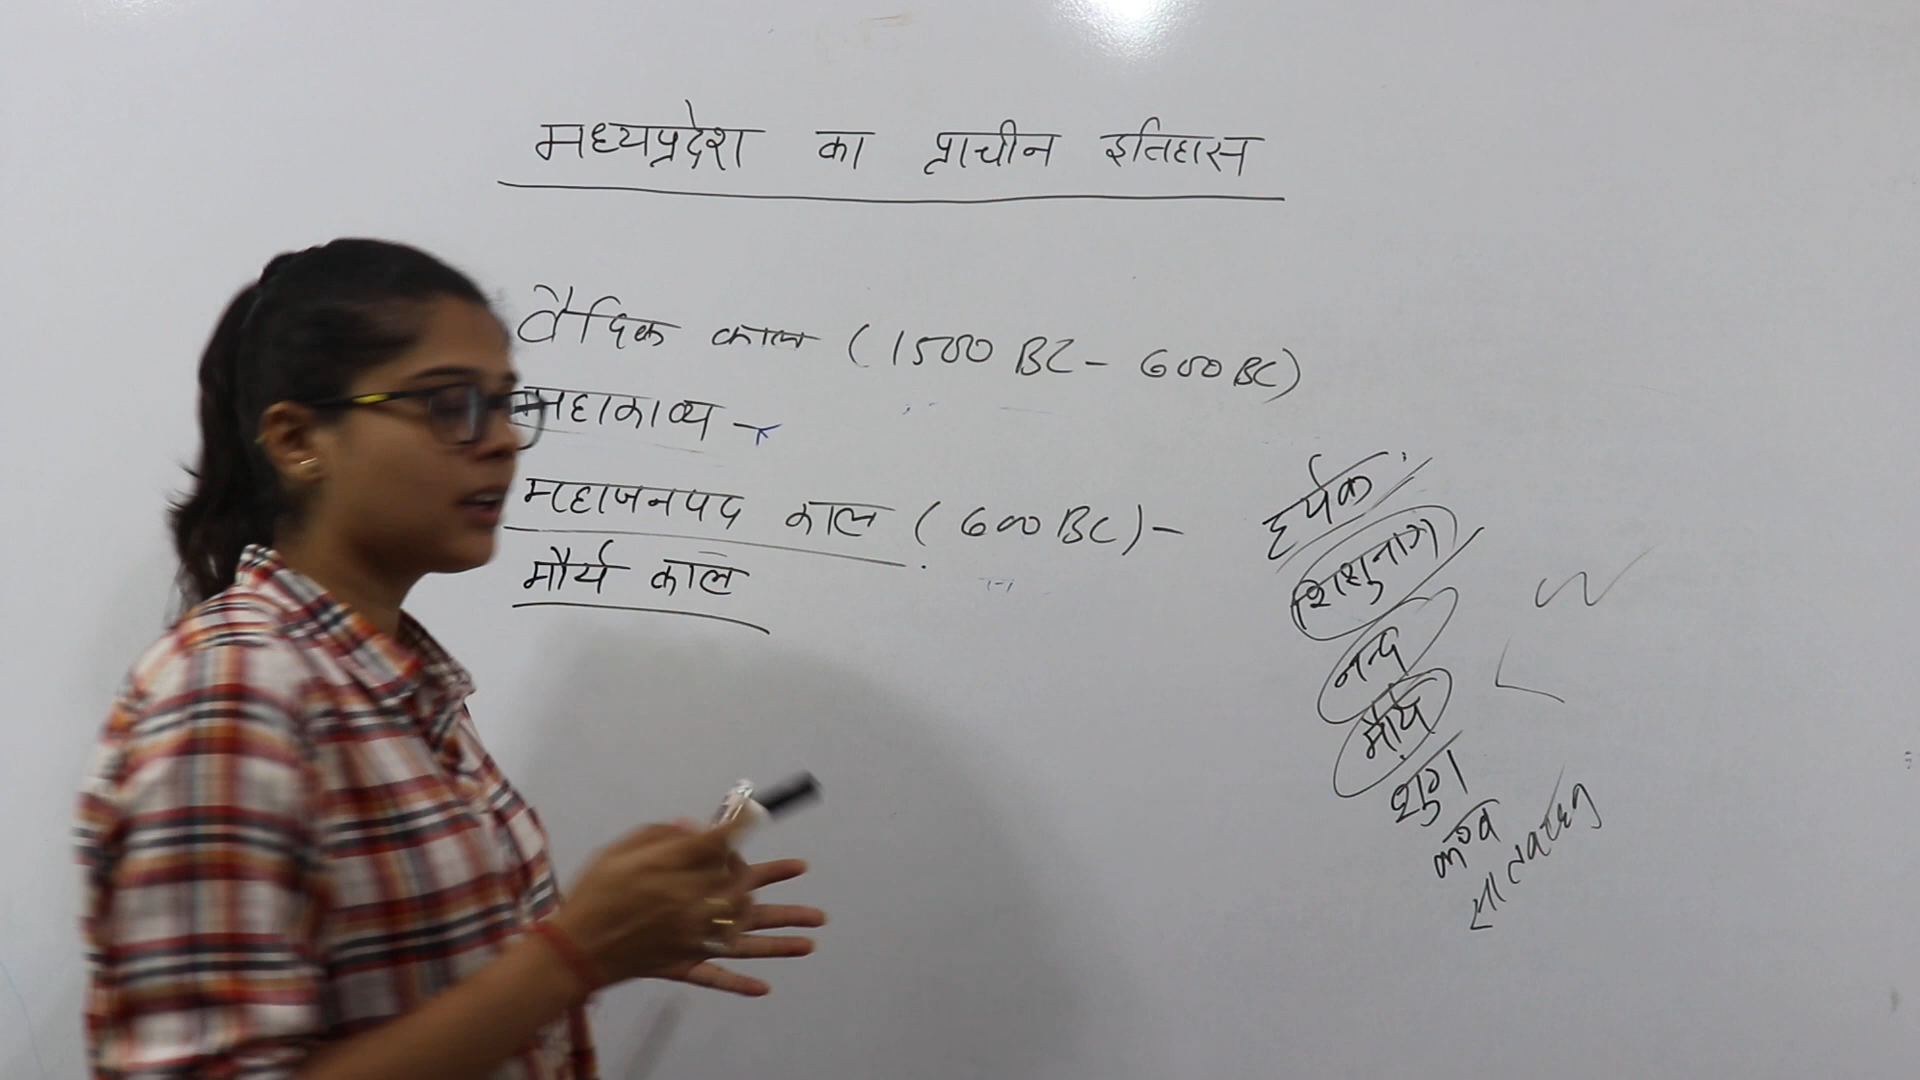 मध्यप्रदेश का प्राचीन इतिहास
वैदिक काल (1500 BC - 600 BC)
महाकाव्य -
महाजनपद काल (600 BC) -
मौर्य काल
हर्यक
शिशुनाग
नन्द
मौर्य
शुग
कण्व
सातवाहन